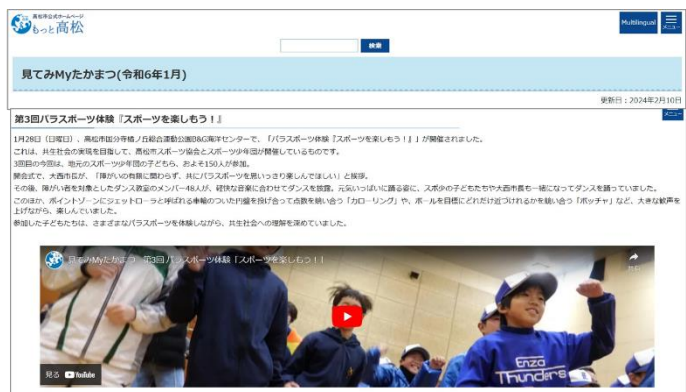 高松市公式ホームページ
もっと高松
Multilingual
メニュー
検索
見てみMyたかまつ(令和6年1月)
更新日：2024年2月10日
メニュー
第3回パラスポーツ体験『スポーツを楽しもう！』
1月28日（日曜日）、高松市国分寺橘ノ丘総合運動公園B&G海洋センターで、「パラスポーツ体験『スポーツを楽しもう！』」が開催されました。
これは、共生社会の実現を目指して、高松市スポーツ協会とスポーツ少年団が開催しているものです。
3回目の今回は、地元のスポーツ少年団の子どもら、およそ150人が参加。
開会式で、大西市長が、「障がいの有無に関わらず、共にパラスポーツを思いっきり楽しんでほしい」と挨拶。
その後、障がい者を対象としたダンス教室のメンバー48人が、軽快な音楽に合わせてダンスを披露。元気いっぱいに踊る姿に、スポ少の子どもたちや大西市長も一緒になってダンスを踊っていました。
このほか、ポイントゾーンにジェットローラと呼ばれる車輪のついた円盤を投げ合って点数を競い合う「カローリング」や、ボールを目標にどれだけ近づけれるかを競い合う「ボッチャ」など、大きな歓声を
上げながら、楽しんでいました。
参加した子どもたちは、さまざまなパラスポーツを体験しながら、共生社会への理解を深めていました。
見てみMyたかまつ　第3回パラスポーツ体験「スポーツを楽しもう！」
共有
Enzo
Thunders
見る YouTube